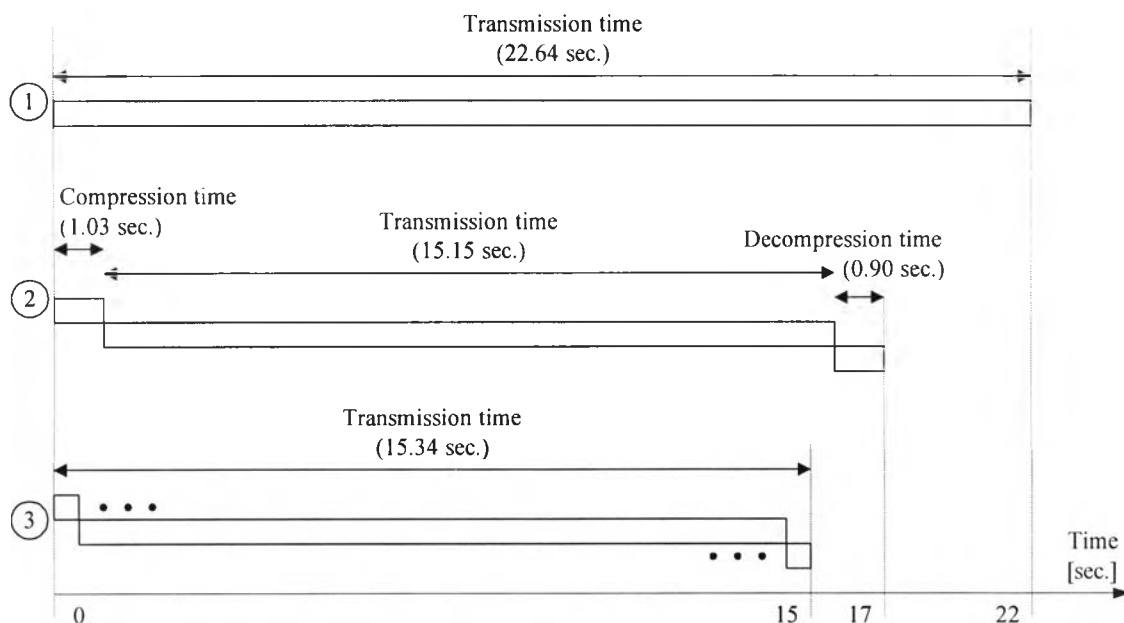 Transmission time
(22.64 sec.)
1
Compression time
(1.03 sec.)
Transmission time
(15.15 sec.)
Decompression time
(0.90 sec.)
2
Transmission time
(15.34 sec.)
3
Time
[sec.]
0 15 17 22